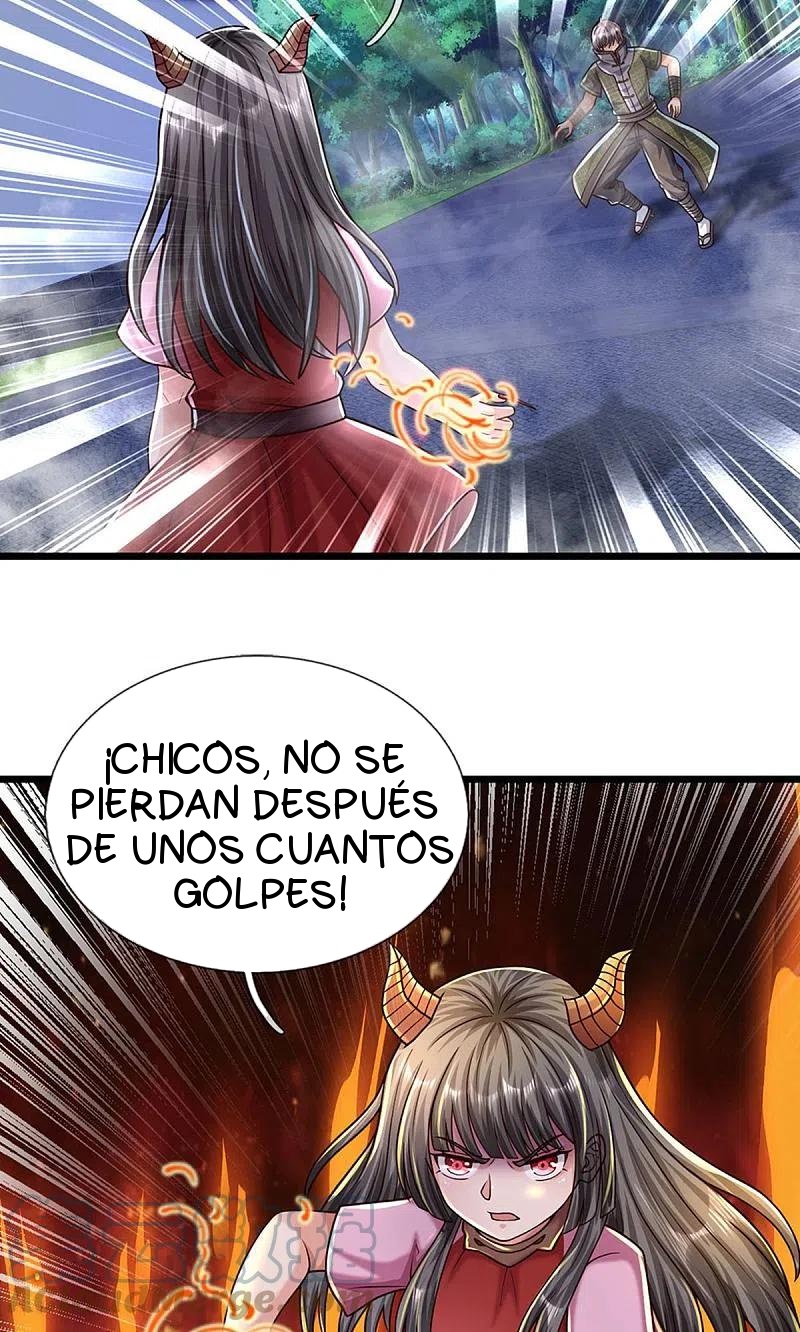 ¡CHICOS, NO SE
PIERDAN DESPUÉS
DE UNOS CUANTOS
GOLPES!